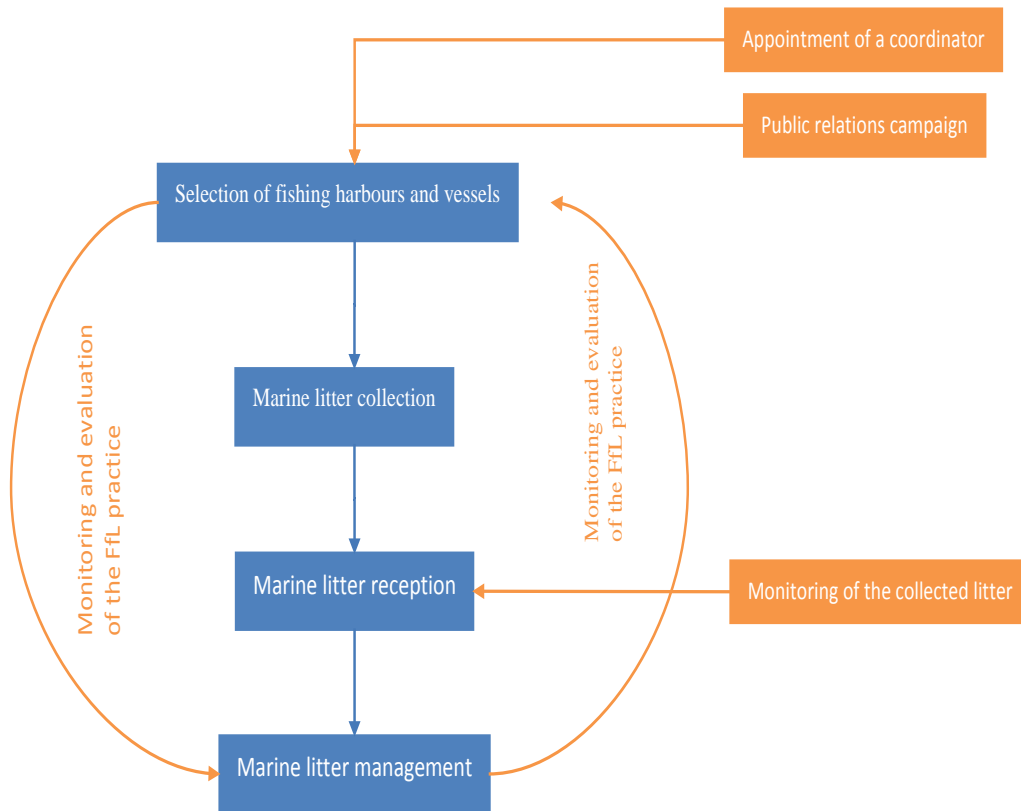 Appointment of a coordinator
Public relations campaign
Selection of fishing harbours and vessels
Monitoring and evaluation
of the FfL practice
Marine litter collection
Monitoring and evaluation
of the FfL practice
Marine litter reception
Monitoring of the collected litter
Marine litter management